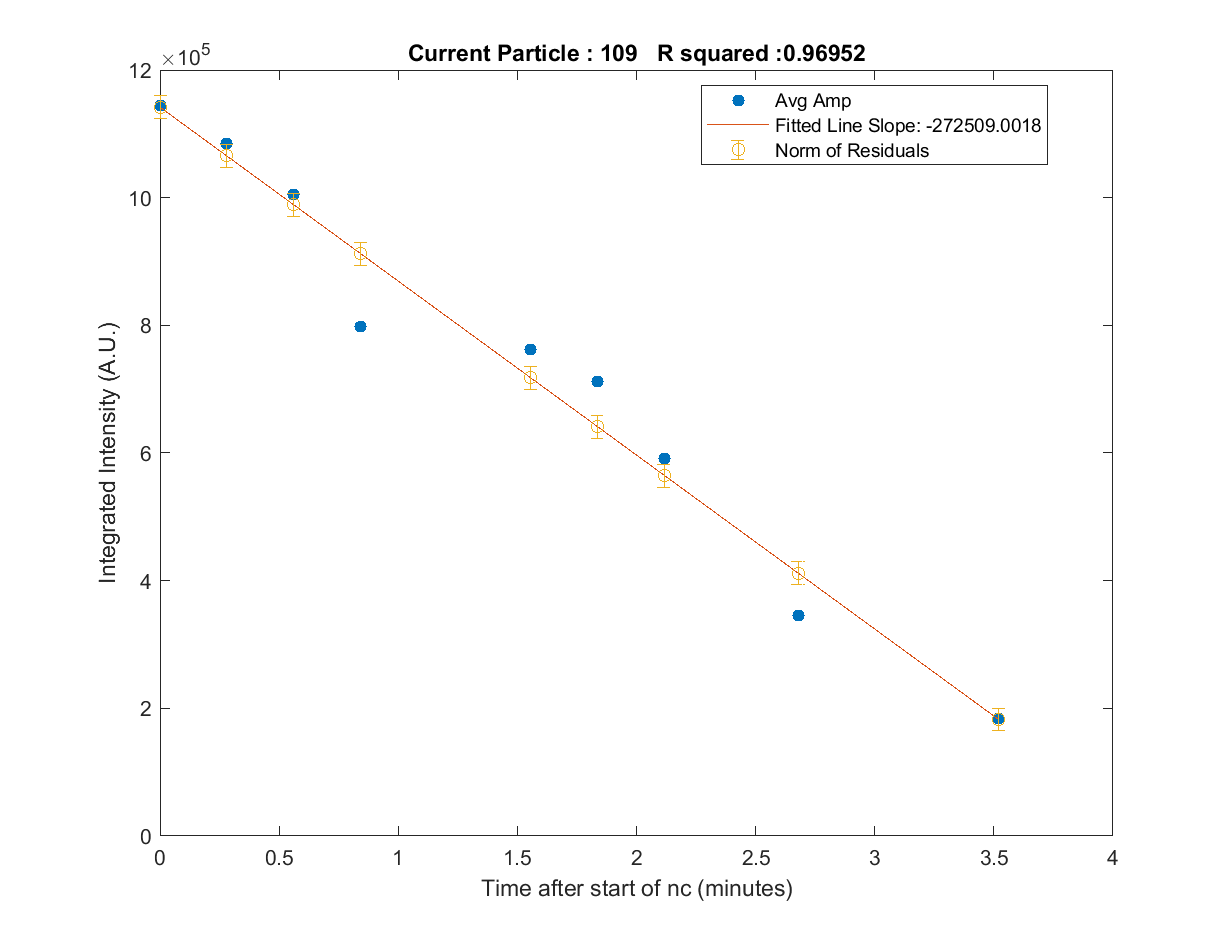 Current Particle : 109   R squared :0.96952
×10^5
12
10
8
6
4
2
0
0 0.5 1 1.5 2 2.5 3 3.5 4
Integrated Intensity (A.U.)
Time after start of nc (minutes)
Avg Amp
Fitted Line Slope: -272509.0018
Norm of Residuals